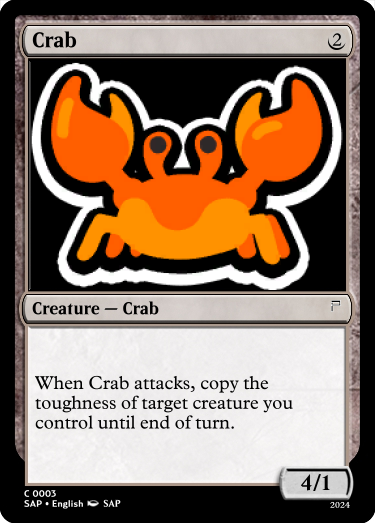 Crab 2
Creature — Crab
When Crab attacks, copy the
toughness of target creature you
control until end of turn.
4/1
C 0003
SAP • English SAP
2024